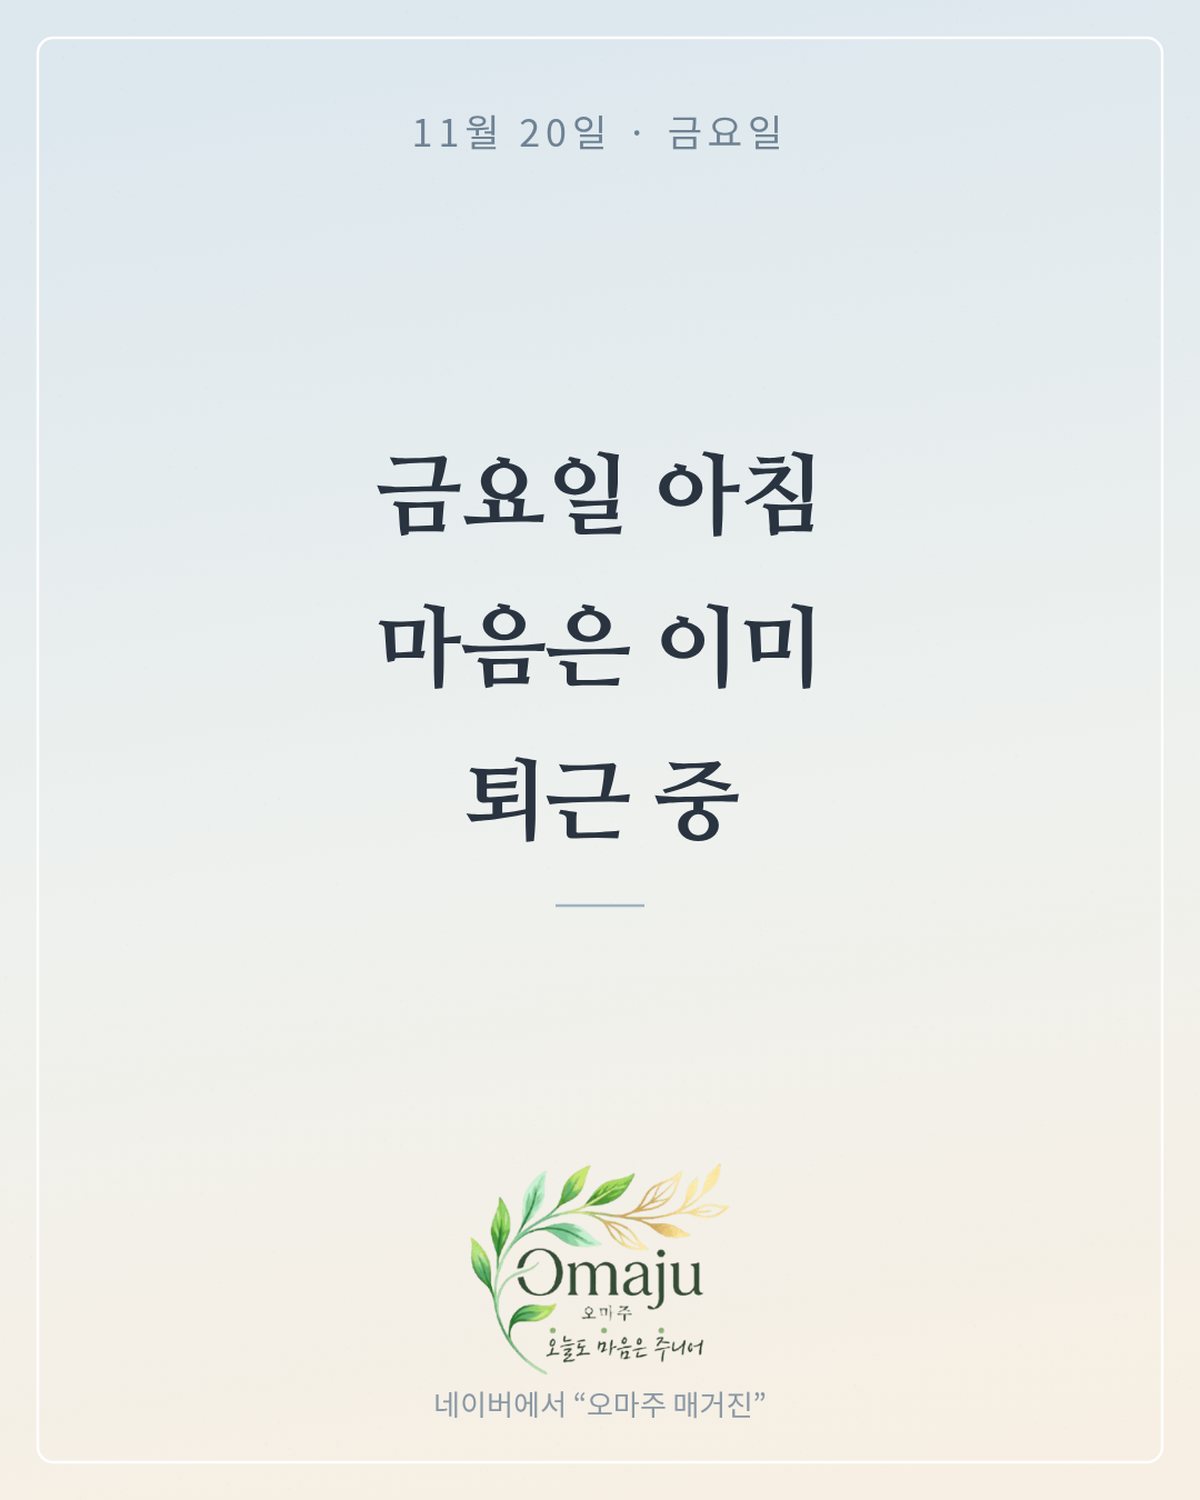 11월 20일 · 금요일
금요일 아침
마음은 이미
퇴근 중
Omaju
오마주
오늘도 마음은 주니어
네이버에서 “오마주 매거진”